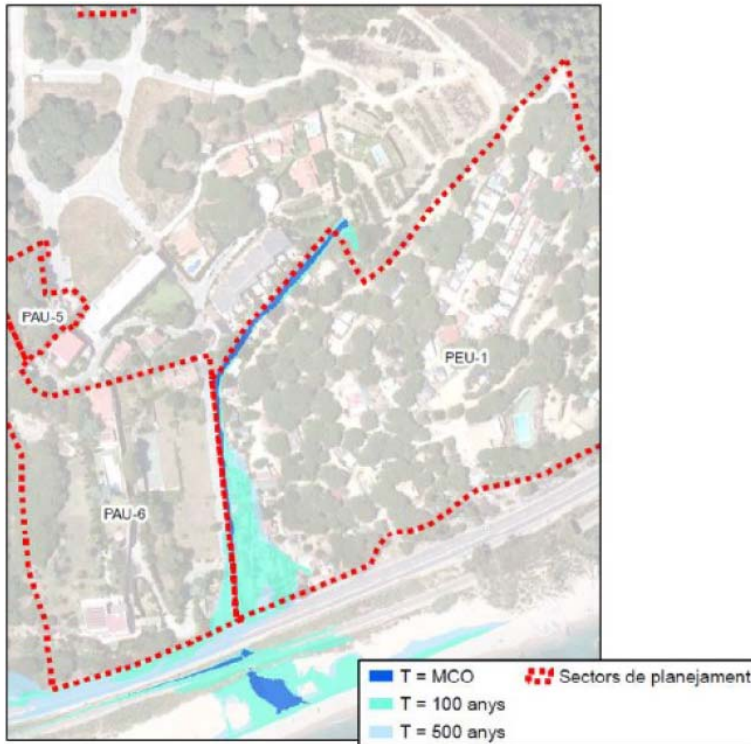 PAU-5
PEU-1
PAU-6
T = MCO
Sectors de planejament
T = 100 anys
T = 500 anys